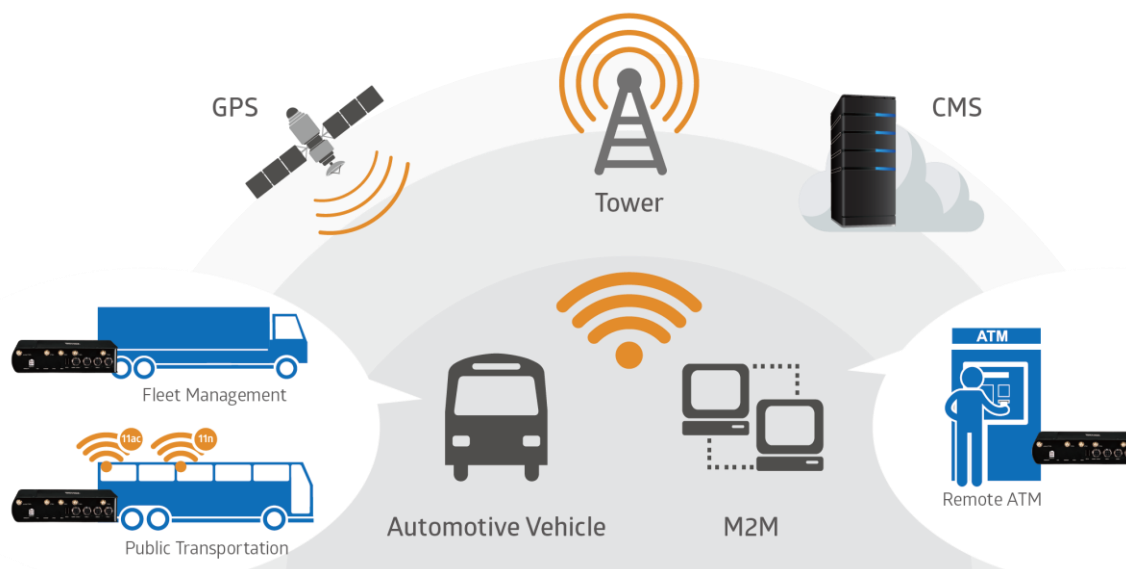 GPS
Tower
CMS
Fleet Management
11ac
11n
Public Transportation
Automotive Vehicle
M2M
ATM
Remote ATM